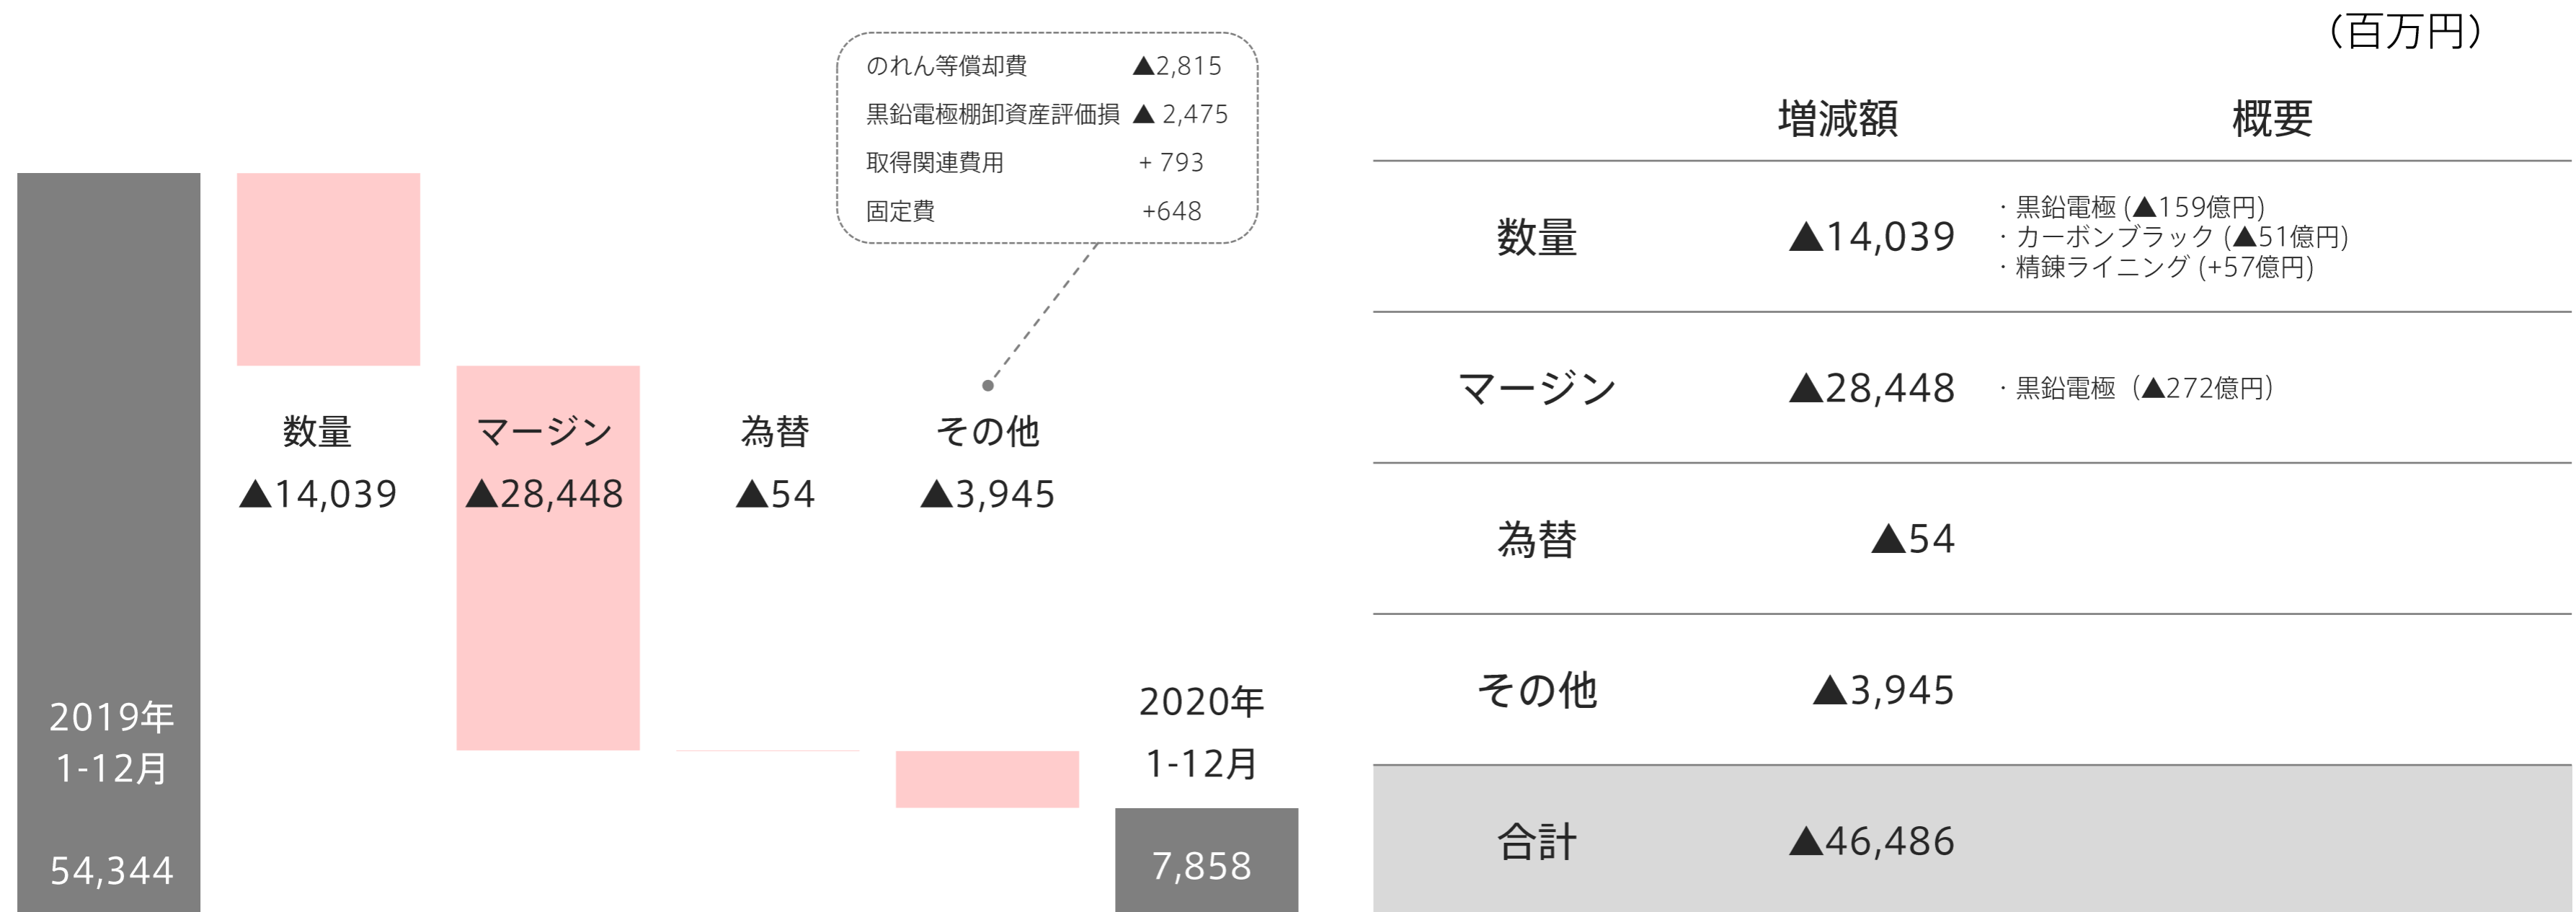 （百万円）
のれん等償却費 ▲2,815
黒鉛電極棚卸資産評価損 ▲ 2,475
取得関連費用 + 793
固定費 +648
数量
▲14,039
マージン
▲28,448
為替
▲54
その他
▲3,945
2019年
1-12月
54,344
2020年
1-12月
7,858
増減額 概要
数量 ▲14,039
・黒鉛電極 (▲159億円)
・カーボンブラック (▲51億円)
・精錬ライニング (+57億円)
マージン ▲28,448 ・黒鉛電極（▲272億円）
為替 ▲54
その他 ▲3,945
合計 ▲46,486